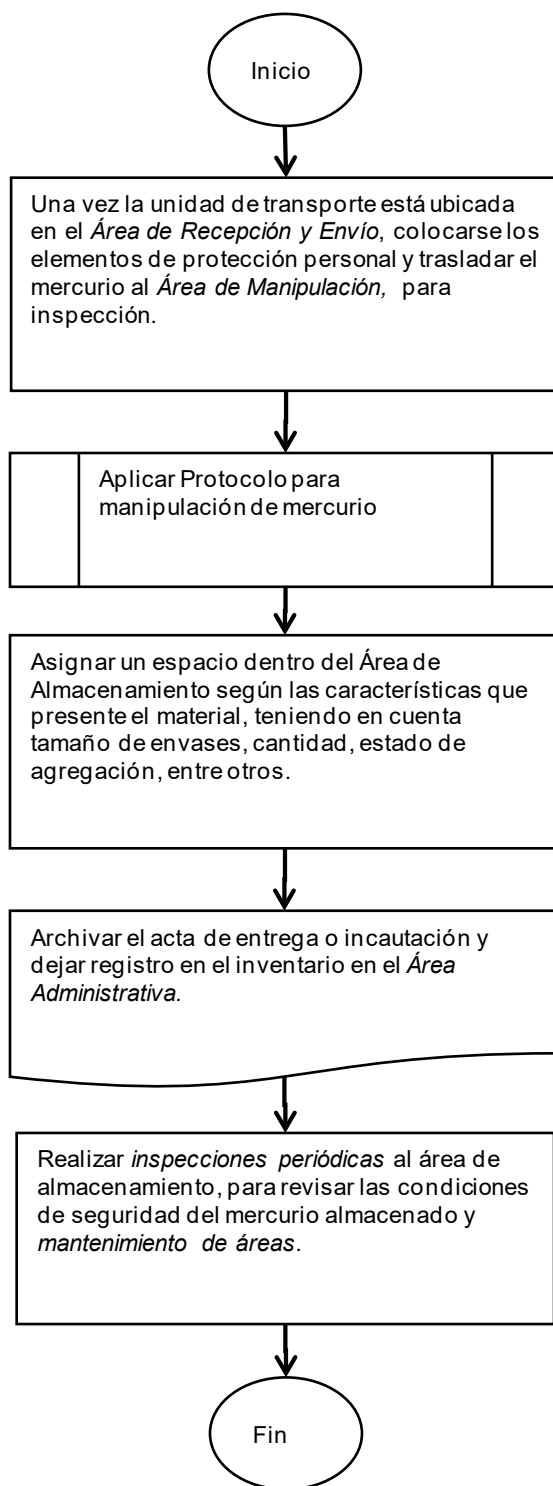 Inicio
Una vez la unidad de transporte está ubicada
en el Área de Recepción y Envío, colocarse los
elementos de protección personal y trasladar el
mercurio al Área de Manipulación, para
inspección.
Aplicar Protocolo para
manipulación de mercurio
Asignar un espacio dentro del Área de
Almacenamiento según las características que
presente el material, teniendo en cuenta
tamaño de envases, cantidad, estado de
agregación, entre otros.
Archivar el acta de entrega o incautación y
dejar registro en el inventario en el Área
Administrativa.
Realizar inspecciones periódicas al área de
almacenamiento, para revisar las condiciones
de seguridad del mercurio almacenado y
mantenimiento de áreas.
Fin